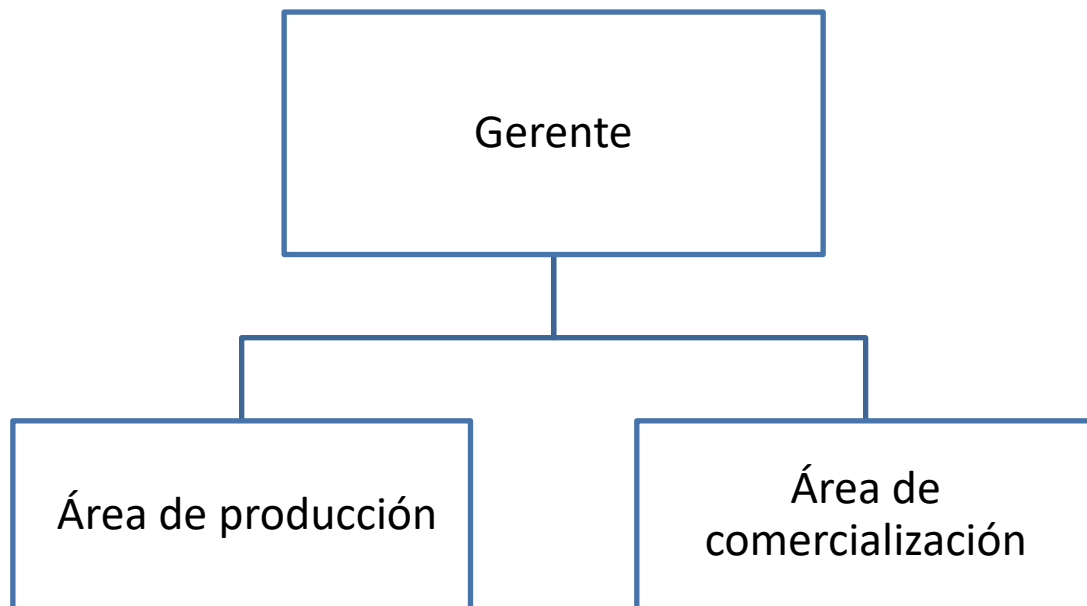 Gerente
Área de producción
Área de
comercialización